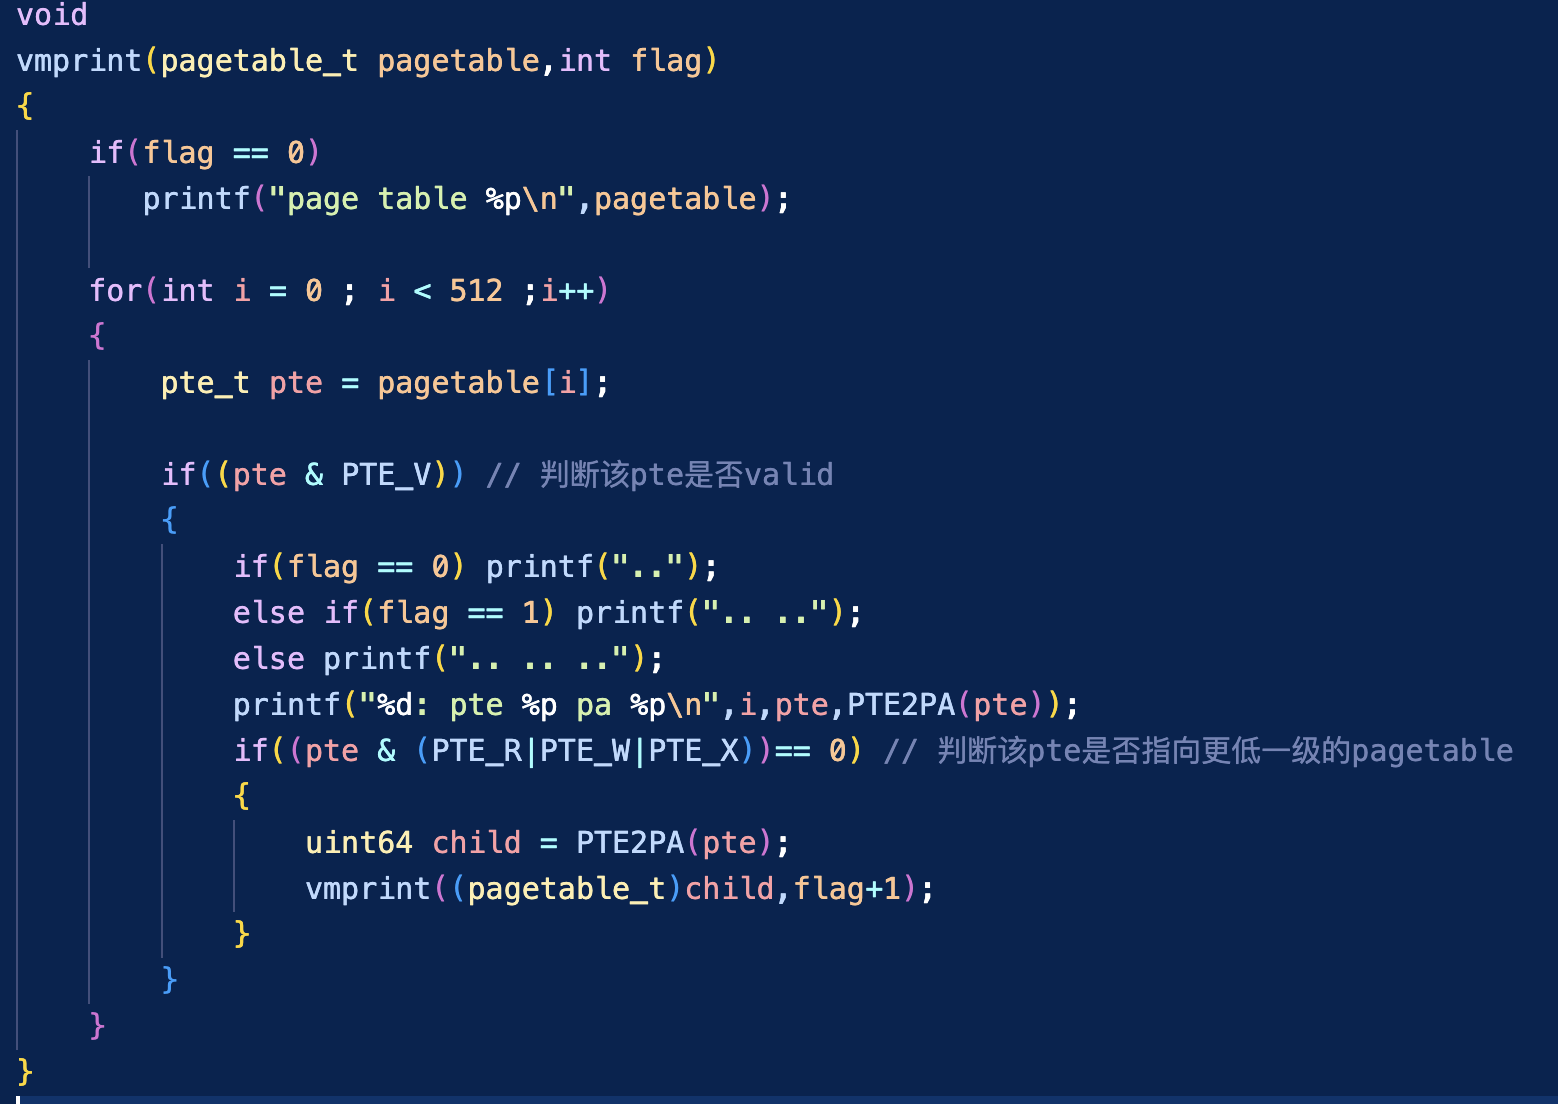 void
vmprint(pagetable_t pagetable,int flag)
{
    if(flag == 0)
       printf("page table %p\n",pagetable);

    for(int i = 0 ; i < 512 ;i++)
    {
        pte_t pte = pagetable[i];

        if((pte & PTE_V)) // 判断该pte是否valid
        {
            if(flag == 0) printf("..");
            else if(flag == 1) printf(".. ..");
            else printf(".. .. ..");
            printf("%d: pte %p pa %p\n",i,pte,PTE2PA(pte));
            if((pte & (PTE_R|PTE_W|PTE_X))== 0) // 判断该pte是否指向更低一级的pagetable
            {
                uint64 child = PTE2PA(pte);
                vmprint((pagetable_t)child,flag+1);
            }
        }
    }
}